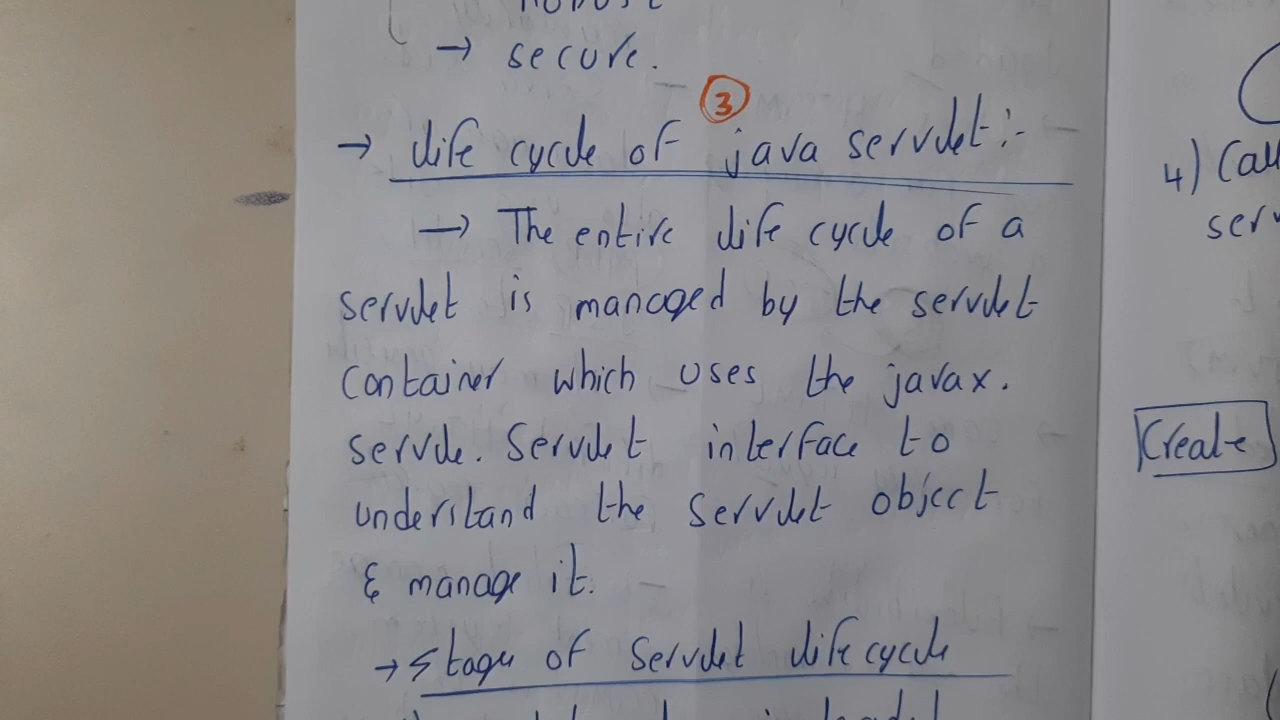 → secure.
3
→ life cycle of java servlet :-
→ The entire life cycle of a
servlet is managed by the servlet
container which uses the javax.
servle. Servlet interface to
understand the servlet object
& manage it.
→ stage of servlet life cycle
4) Call
serv
Create